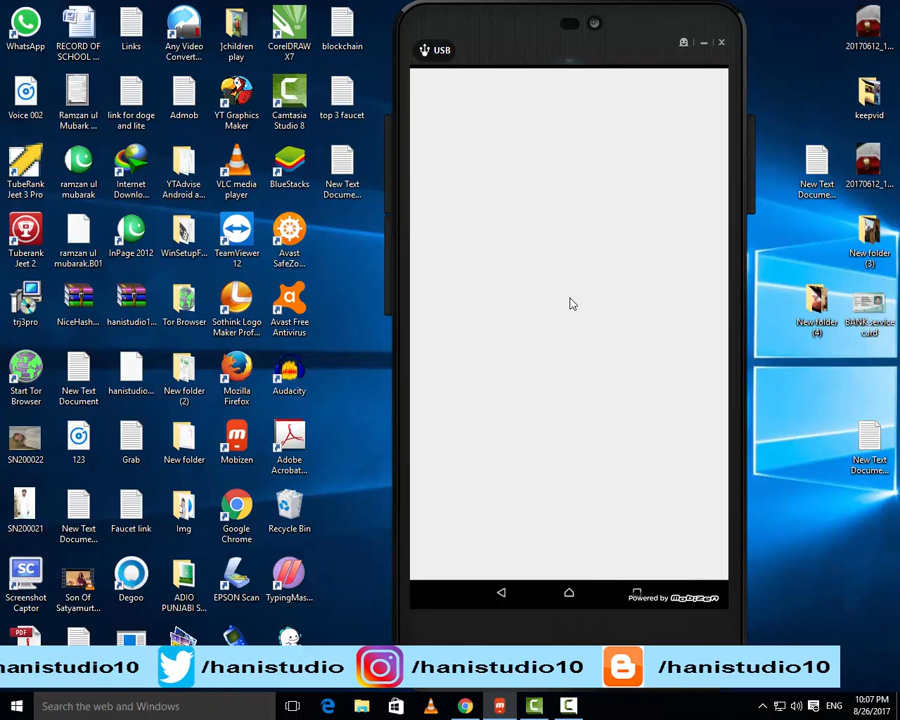 WhatsApp
RECORD OF SCHOOL ...
Links
Any Video Convert...
]children play
CorelDRAW X7
blockchain
Voice 002
Ramzan ul Mubark ...
link for doge and lite
Admob
YT Graphics Maker
Camtasia Studio 8
top 3 faucet
TubeRank Jeet 3 Pro
ramzan ul mubarak
Internet Downlo...
YTAdvise Android a...
VLC media player
BlueStacks
New Text Docume...
Tuberank Jeet 2
ramzan ul mubarak.B01
InPage 2012
WinSetupF...
TeamViewer 12
Avast SafeZo...
trj3pro
NiceHash...
hanistudio1...
Tor Browser
Sothink Logo Maker Prof...
Avast Free Antivirus
Start Tor Browser
New Text Document
hanistudio...
New folder (2)
Mozilla Firefox
Audacity
SN200022
123
Grab
New folder
Mobizen
Adobe Acrobat...
SN200021
New Text Docume...
Faucet link
Img
Google Chrome
Recycle Bin
SC
Screenshot Captor
Son Of Satyamurt...
Degoo
ADIO PUNJABI S...
EPSON Scan
TypingMas...
PDF
USB
Powered by mobizen
20170612_1...
keepvid
New Text Docume...
20170612_1...
New folder (3)
New folder (4)
BANK service card
New Text Docume...
hanistudio10
/hanistudio
/hanistudio10
/hanistudio10
Search the web and Windows
ENG
10:07 PM
8/26/2017